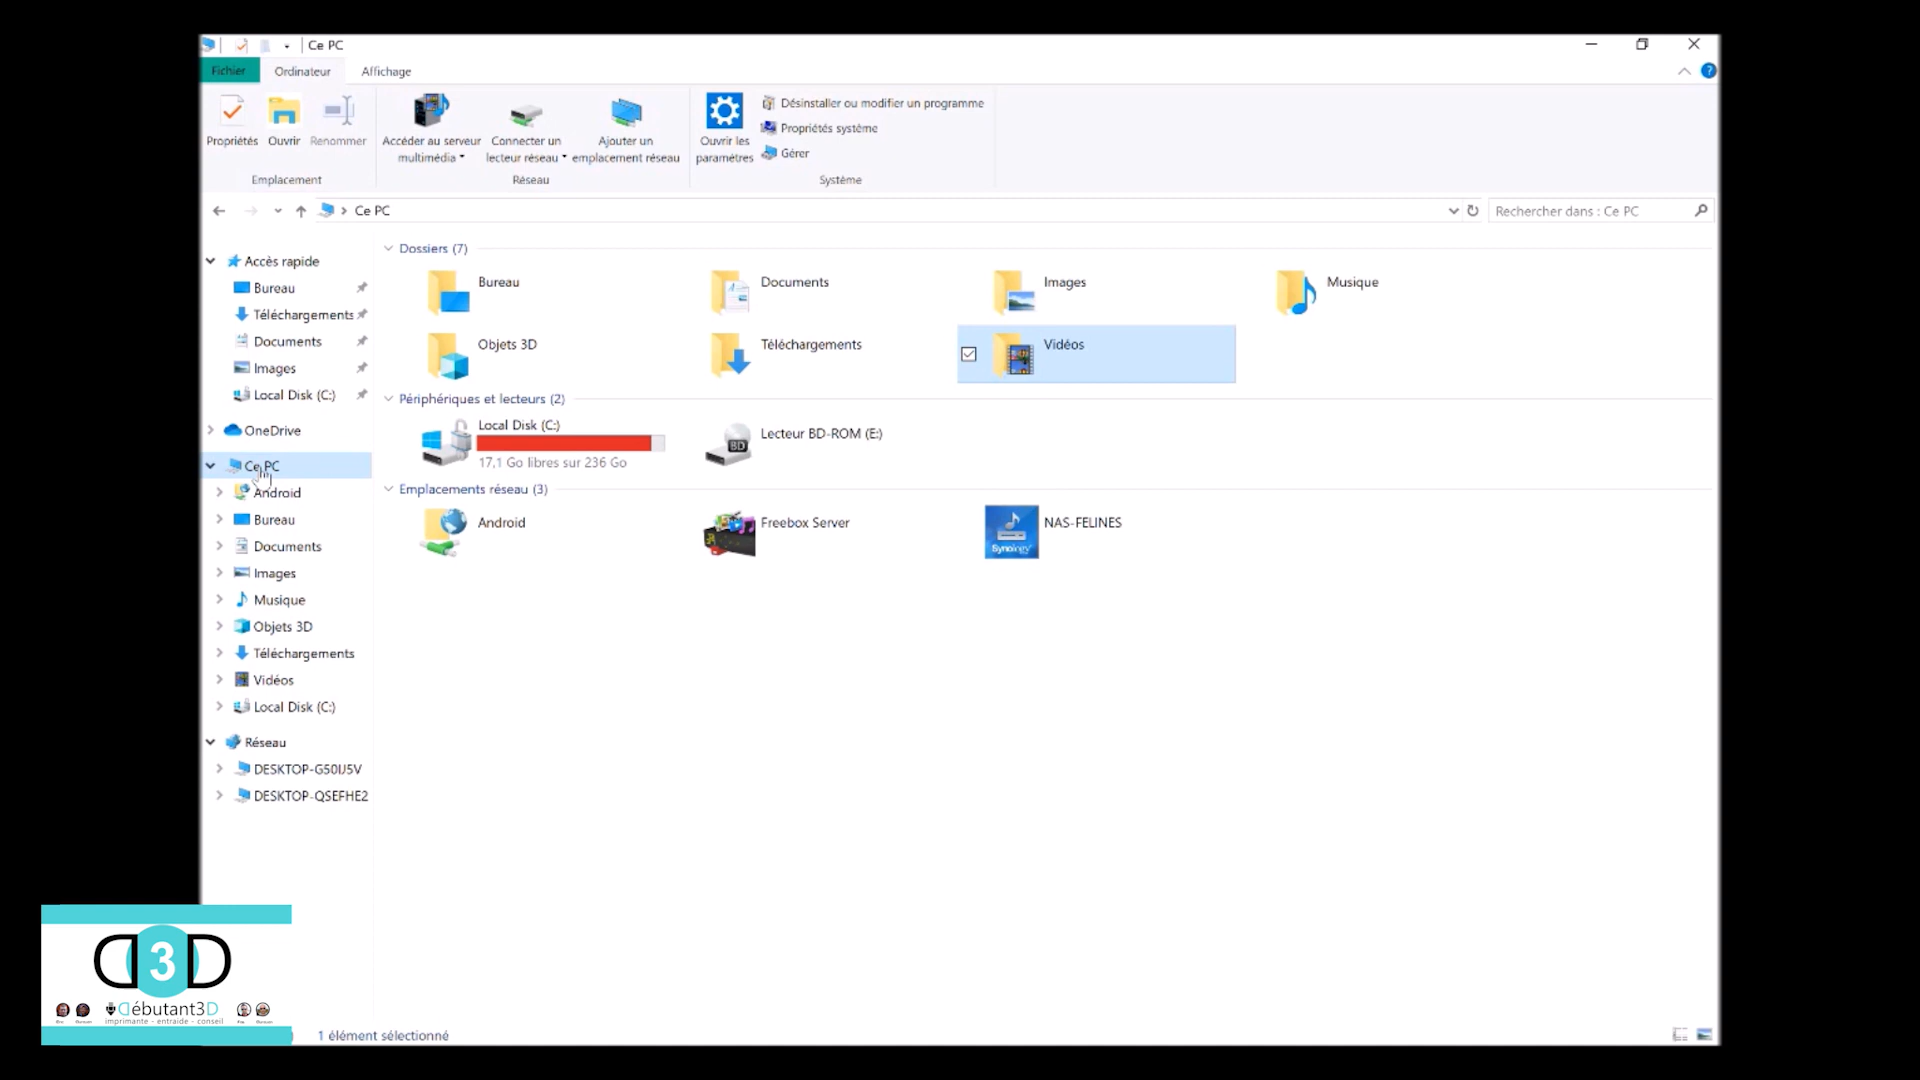 Ce PC
Fichier
Ordinateur
Affichage
Propriétés
Ouvrir
Renommer
Accéder au serveur
multimédia
Connecter un
lecteur réseau
Ajouter un
emplacement réseau
Ouvrir les
paramètres
Désinstaller ou modifier un programme
Propriétés système
Gérer
Emplacement
Réseau
Système
Ce PC
Rechercher dans : Ce PC
Accès rapide
Bureau
Téléchargements
Documents
Images
Local Disk (C:)
OneDrive
Ce PC
Android
Bureau
Documents
Images
Musique
Objets 3D
Téléchargements
Vidéos
Local Disk (C:)
Réseau
DESKTOP-G50IJ5V
DESKTOP-QSEFHE2
Dossiers (7)
Bureau
Documents
Images
Musique
Objets 3D
Téléchargements
Vidéos
Périphériques et lecteurs (2)
Local Disk (C:)
17,1 Go libres sur 236 Go
BD
Lecteur BD-ROM (E:)
Emplacements réseau (3)
Android
Freebox Server
Synology
NAS-FELINES
D3D
Débutant3D
imprimante - entraide - conseil
1 élément sélectionné